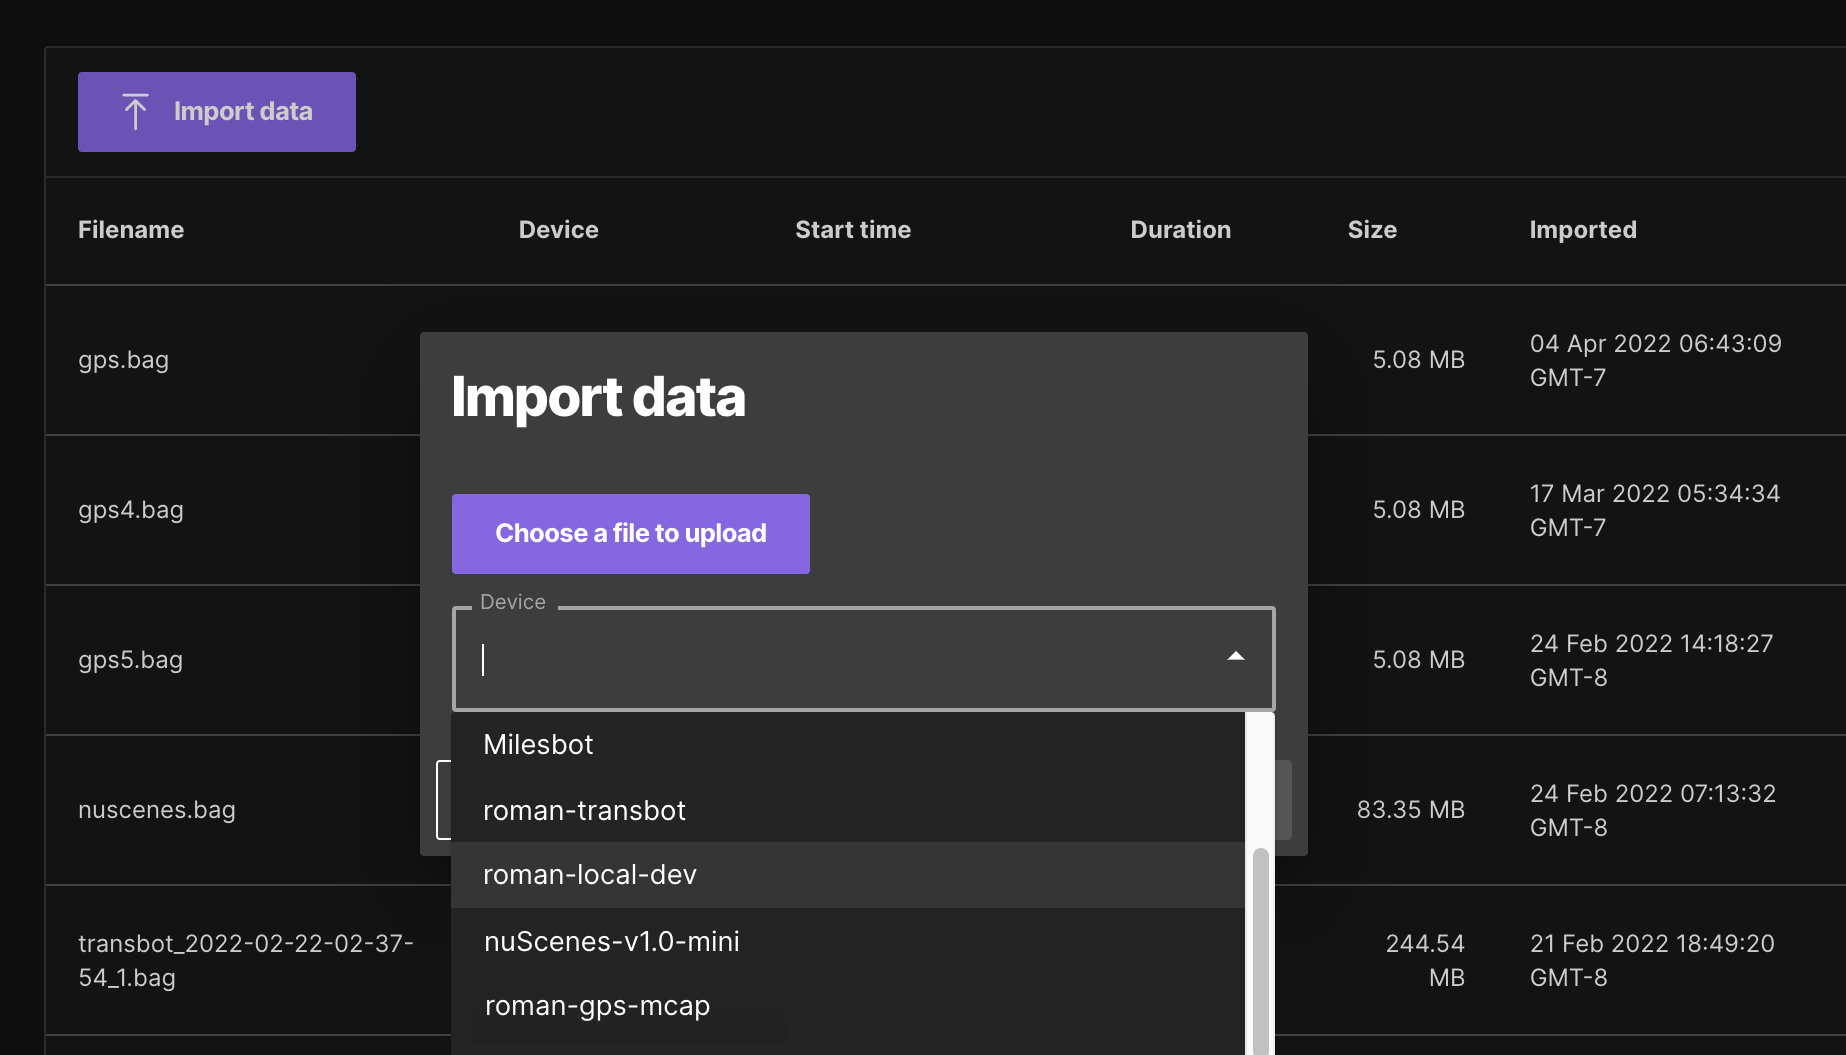 Import data
Filename Device Start time Duration Size Imported
gps.bag 5.08 MB 04 Apr 2022 06:43:09
GMT-7
gps4.bag 5.08 MB 17 Mar 2022 05:34:34
GMT-7
gps5.bag 5.08 MB 24 Feb 2022 14:18:27
GMT-8
nuscenes.bag 83.35 MB 24 Feb 2022 07:13:32
GMT-8
transbot_2022-02-22-02-37-
54_1.bag 244.54
MB 21 Feb 2022 18:49:20
GMT-8
Import data
Choose a file to upload
Device
Milesbot
roman-transbot
roman-local-dev
nuScenes-v1.0-mini
roman-gps-mcap